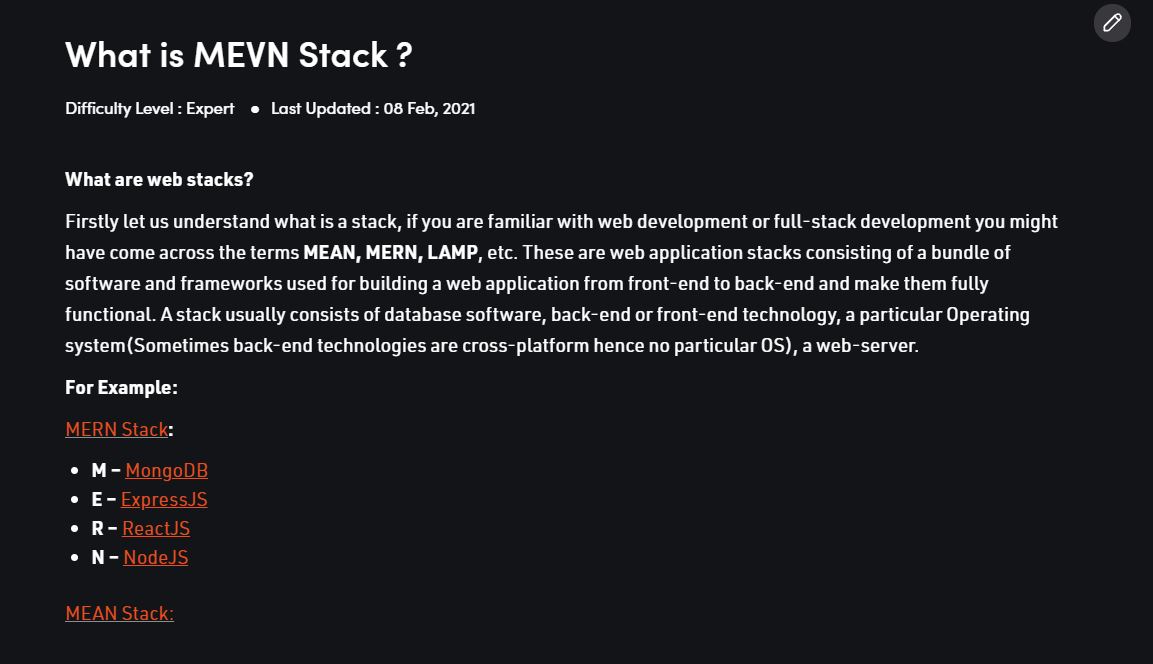 What is MEVN Stack ?
Difficulty Level : Expert ● Last Updated : 08 Feb, 2021
What are web stacks?
Firstly let us understand what is a stack, if you are familiar with web development or full-stack development you might
have come across the terms MEAN, MERN, LAMP, etc. These are web application stacks consisting of a bundle of
software and frameworks used for building a web application from front-end to back-end and make them fully
functional. A stack usually consists of database software, back-end or front-end technology, a particular Operating
system(Sometimes back-end technologies are cross-platform hence no particular OS), a web-server.
For Example:
MERN Stack:
• M – MongoDB
• E – ExpressJS
• R – ReactJS
• N – NodeJS
MEAN Stack: